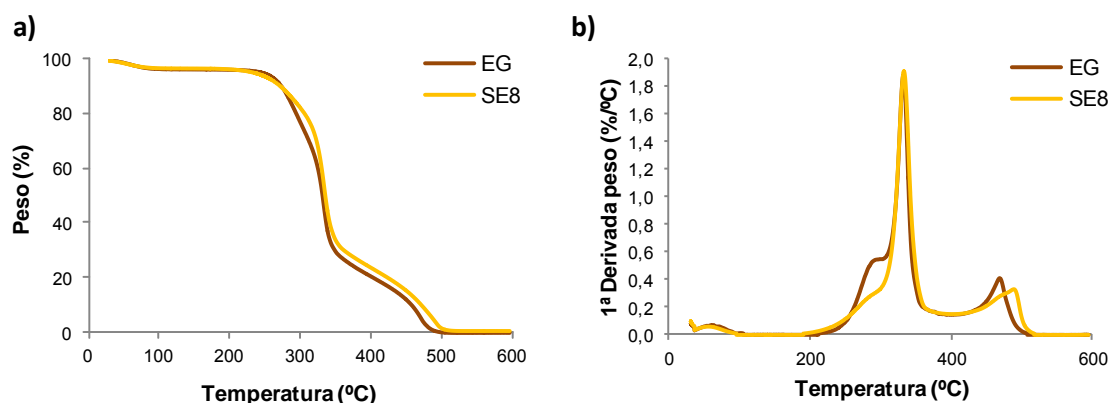 a)
EG
SE8
Peso (%)
100
80
60
40
20
0
0 100 200 300 400 500 600
Temperatura (ºC)
b)
EG
SE8
1ª Derivada peso (%/ºC)
2,0
1,8
1,6
1,4
1,2
1,0
0,8
0,6
0,4
0,2
0,0
0 200 400 600
Temperatura (ºC)